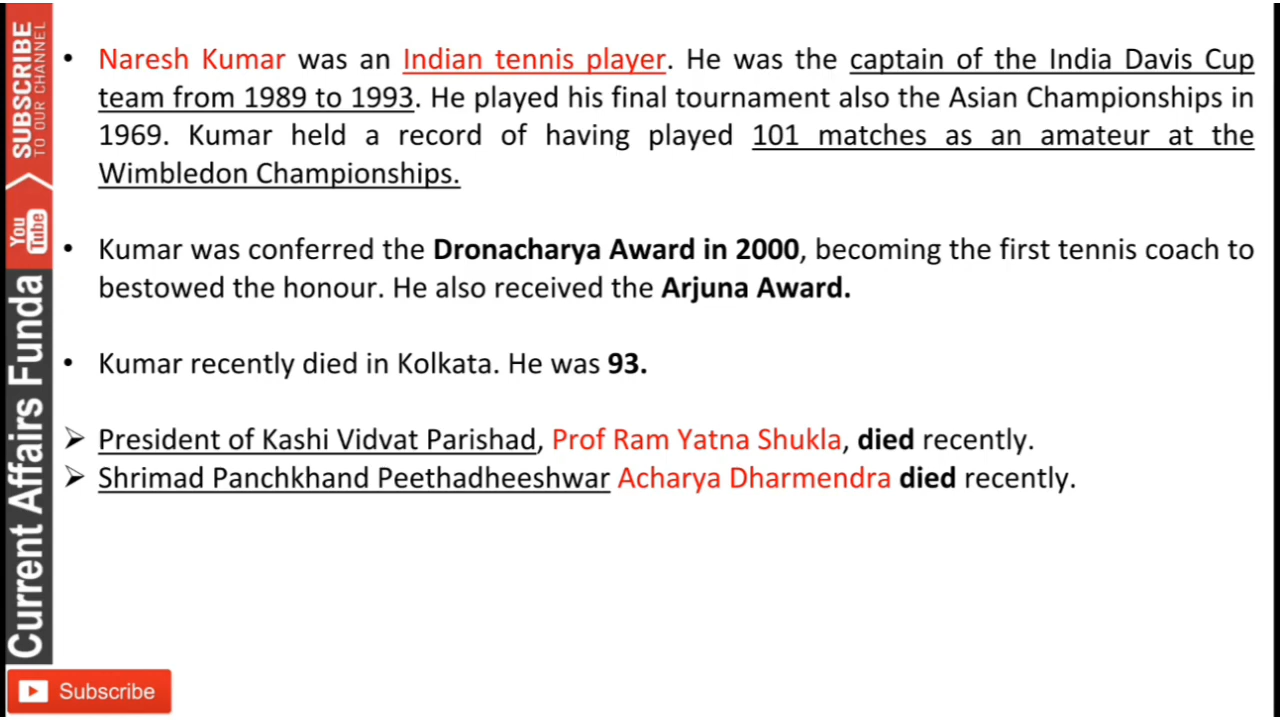 • Naresh Kumar was an Indian tennis player. He was the captain of the India Davis Cup
team from 1989 to 1993. He played his final tournament also the Asian Championships in
1969. Kumar held a record of having played 101 matches as an amateur at the
Wimbledon Championships.
• Kumar was conferred the Dronacharya Award in 2000, becoming the first tennis coach to
bestowed the honour. He also received the Arjuna Award.
• Kumar recently died in Kolkata. He was 93.
➢ President of Kashi Vidvat Parishad, Prof Ram Yatna Shukla, died recently.
➢ Shrimad Panchkhand Peethadheeshwar Acharya Dharmendra died recently.
SUBSCRIBE
TO OUR CHANNEL
You
Tube
Current Affairs Funda
Subscribe